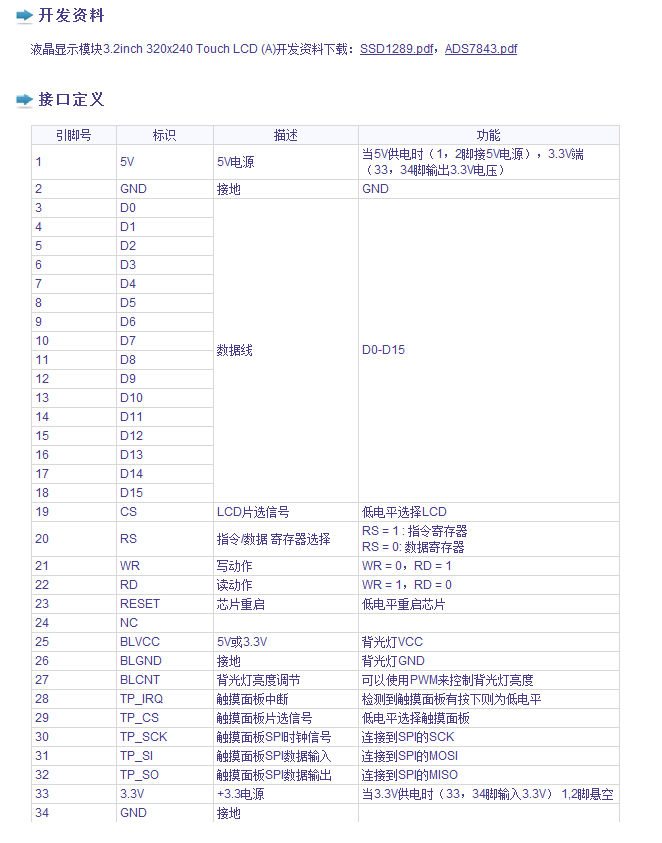 开发资料
液晶显示模块3.2inch 320x240 Touch LCD (A)开发资料下载：SSD1289.pdf，ADS7843.pdf
接口定义
引脚号 标识 描述 功能
1 5V 5V电源 当5V供电时（1，2脚接5V电源），3.3V端
（33，34脚输出3.3V电压）
2 GND 接地 GND
3 D0
4 D1
5 D2
6 D3
7 D4
8 D5
9 D6
10 D7
数据线 D0-D15
11 D8
12 D9
13 D10
14 D11
15 D12
16 D13
17 D14
18 D15
19 CS LCD片选信号 低电平选择LCD
20 RS 指令/数据 寄存器选择 RS = 1 : 指令寄存器
RS = 0: 数据寄存器
21 WR 写动作 WR = 0，RD = 1
22 RD 读动作 WR = 1，RD = 0
23 RESET 芯片重启 低电平重启芯片
24 NC
25 BLVCC 5V或3.3V 背光灯VCC
26 BLGND 接地 背光灯GND
27 BLCNT 背光灯亮度调节 可以使用PWM来控制背光灯亮度
28 TP_IRQ 触摸面板中断 检测到触摸面板有按下则为低电平
29 TP_CS 触摸面板片选信号 低电平选择触摸面板
30 TP_SCK 触摸面板SPI时钟信号 连接到SPI的SCK
31 TP_SI 触摸面板SPI数据输入 连接到SPI的MOSI
32 TP_SO 触摸面板SPI数据输出 连接到SPI的MISO
33 3.3V +3.3电源 当3.3V供电时（33，34脚输入3.3V） 1,2脚悬空
34 GND 接地